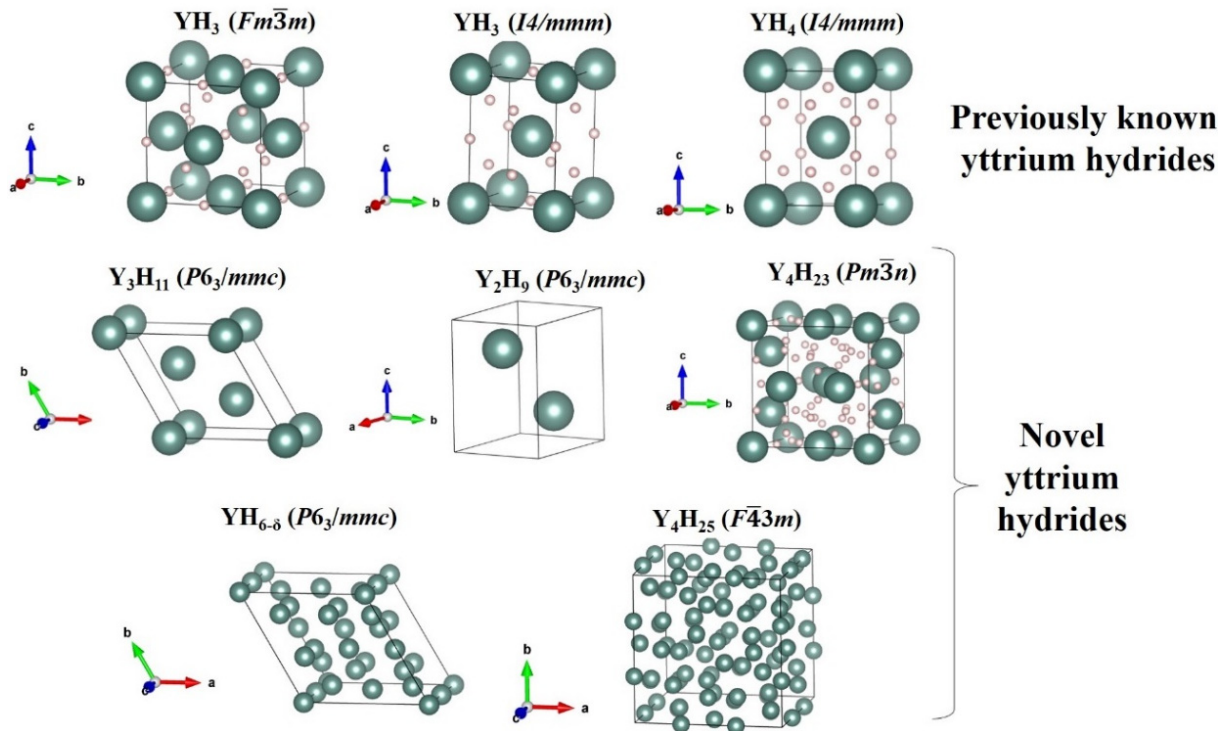 YH₃ (Fm3̅m)
YH₃ (I4/mmm)
YH₄ (I4/mmm)
c
a
b
c
a
b
c
a
b
Previously known
yttrium hydrides
Y₃H₁₁ (P6₃/mmc)
Y₂H₉ (P6₃/mmc)
Y₄H₂₃ (Pm3̅n)
b
c
c
a
b
c
a
b
Novel
yttrium
hydrides
YH₆₋δ (P6₃/mmc)
Y₄H₂₅ (F4̅3m)
b
c
a
b
c
a